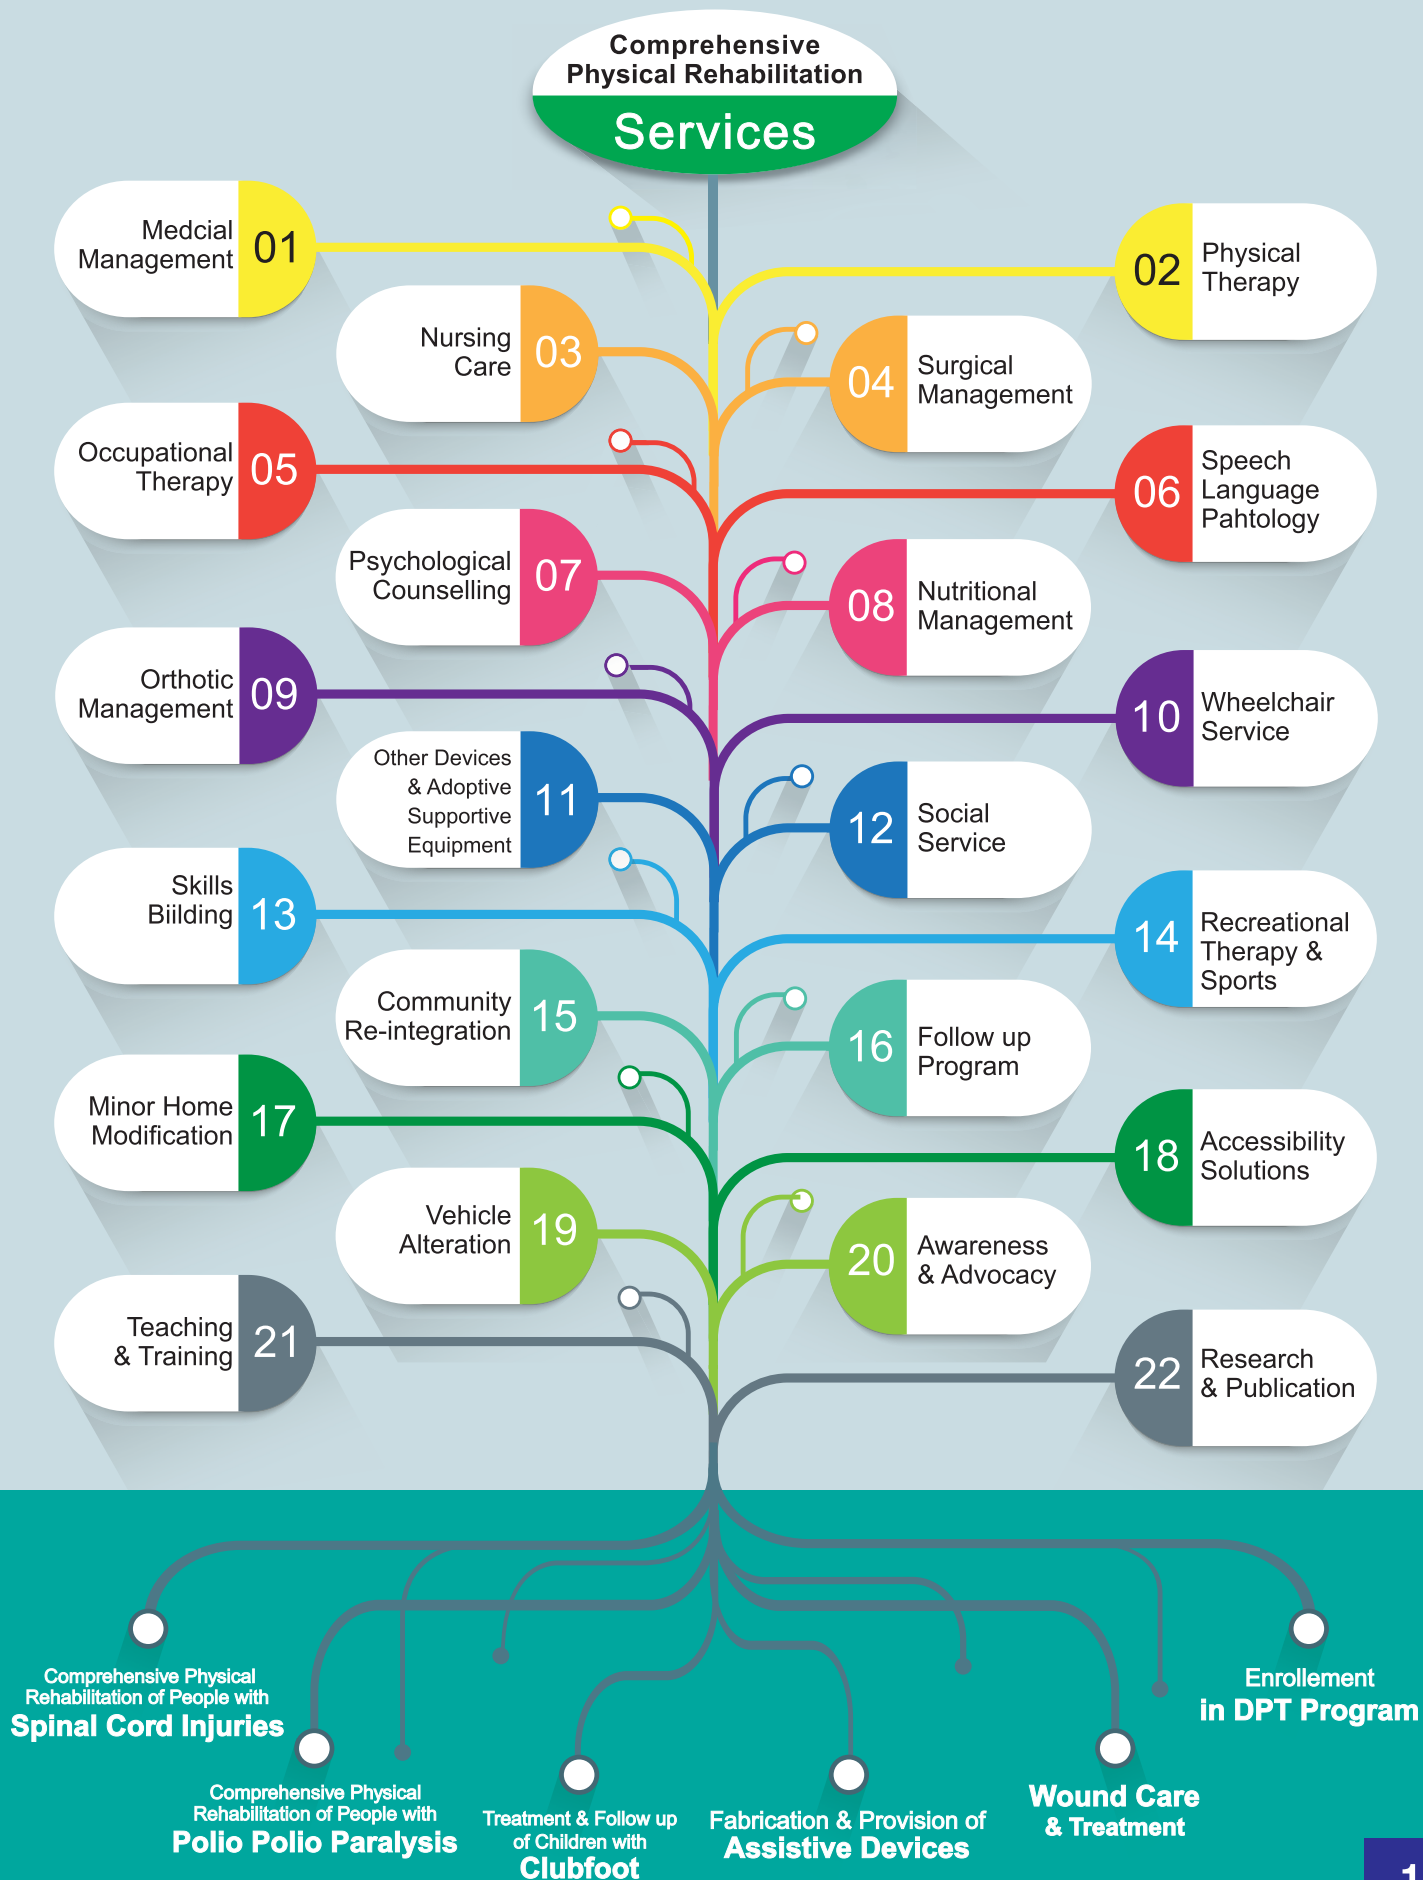 Comprehensive
Physical Rehabilitation
Services
Medcial
Management
01
02
Physical
Therapy
Nursing
Care
03
04
Surgical
Management
Occupational
Therapy
05
06
Speech
Language
Pahtology
Psychological
Counselling
07
08
Nutritional
Management
Orthotic
Management
09
10
Wheelchair
Service
Other Devices
& Adoptive
Supportive
Equipment
11
12
Social
Service
Skills
Biilding
13
14
Recreational
Therapy &
Sports
Community
Re-integration
15
16
Follow up
Program
Minor Home
Modification
17
18
Accessibility
Solutions
Vehicle
Alteration
19
20
Awareness
& Advocacy
Teaching
& Training
21
22
Research
& Publication
Comprehensive Physical
Rehabilitation of People with
Spinal Cord Injuries
Comprehensive Physical
Rehabilitation of People with
Polio Polio Paralysis
Treatment & Follow up
of Children with
Clubfoot
Fabrication & Provision of
Assistive Devices
Wound Care
& Treatment
Enrollement
in DPT Program